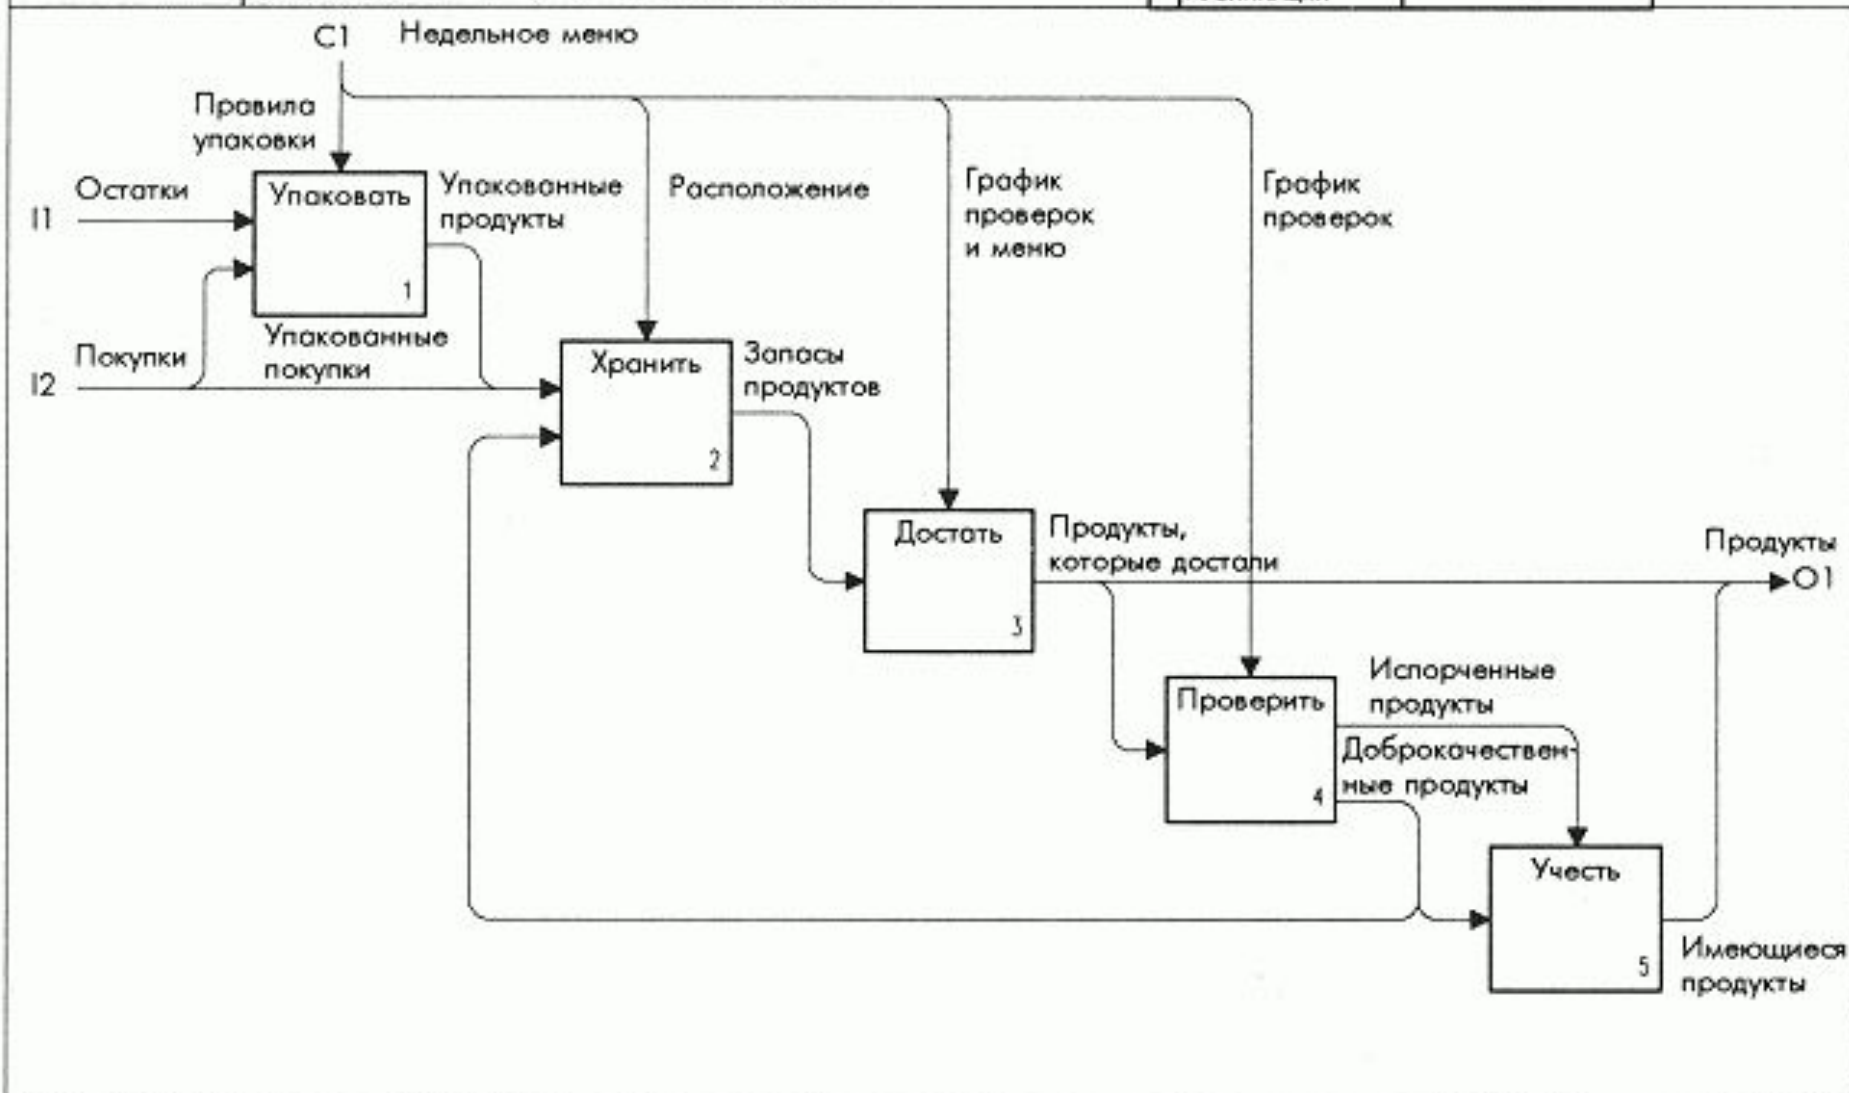 C1
Недельное меню
Правила
упаковки
Остатки
I1
Упаковать
1
Упакованные
продукты
Расположение
График
проверок
и меню
График
проверок
Покупки
I2
Упакованные
покупки
Хранить
2
Запасы
продуктов
Достать
3
Продукты,
которые достали
Продукты
O1
Проверить
4
Испорченные
продукты
Доброкачествен-
ные продукты
Учесть
5
Имеющиеся
продукты